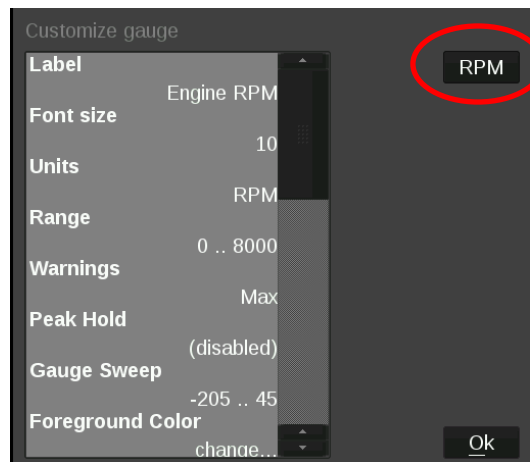 Customize gauge
Label
RPM
Engine RPM
Font size
10
Units
RPM
Range
0 .. 8000
Warnings
Max
Peak Hold
(disabled)
Gauge Sweep
-205 .. 45
Foreground Color
change...
Ok